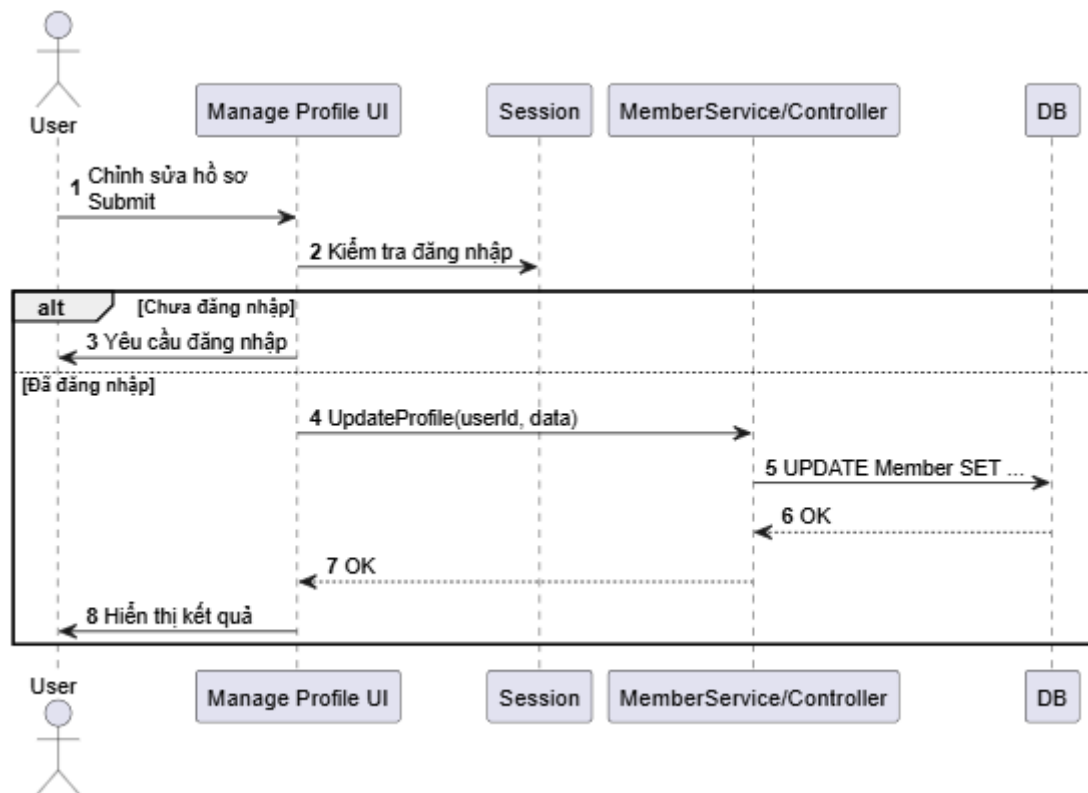 User
Manage Profile UI
Session
MemberService/Controller
DB
1 Chỉnh sửa hồ sơ
Submit
2 Kiểm tra đăng nhập
alt [Chưa đăng nhập]
3 Yêu cầu đăng nhập
[Đã đăng nhập]
4 UpdateProfile(userId, data)
5 UPDATE Member SET ...
6 OK
7 OK
8 Hiển thị kết quả
User
Manage Profile UI
Session
MemberService/Controller
DB